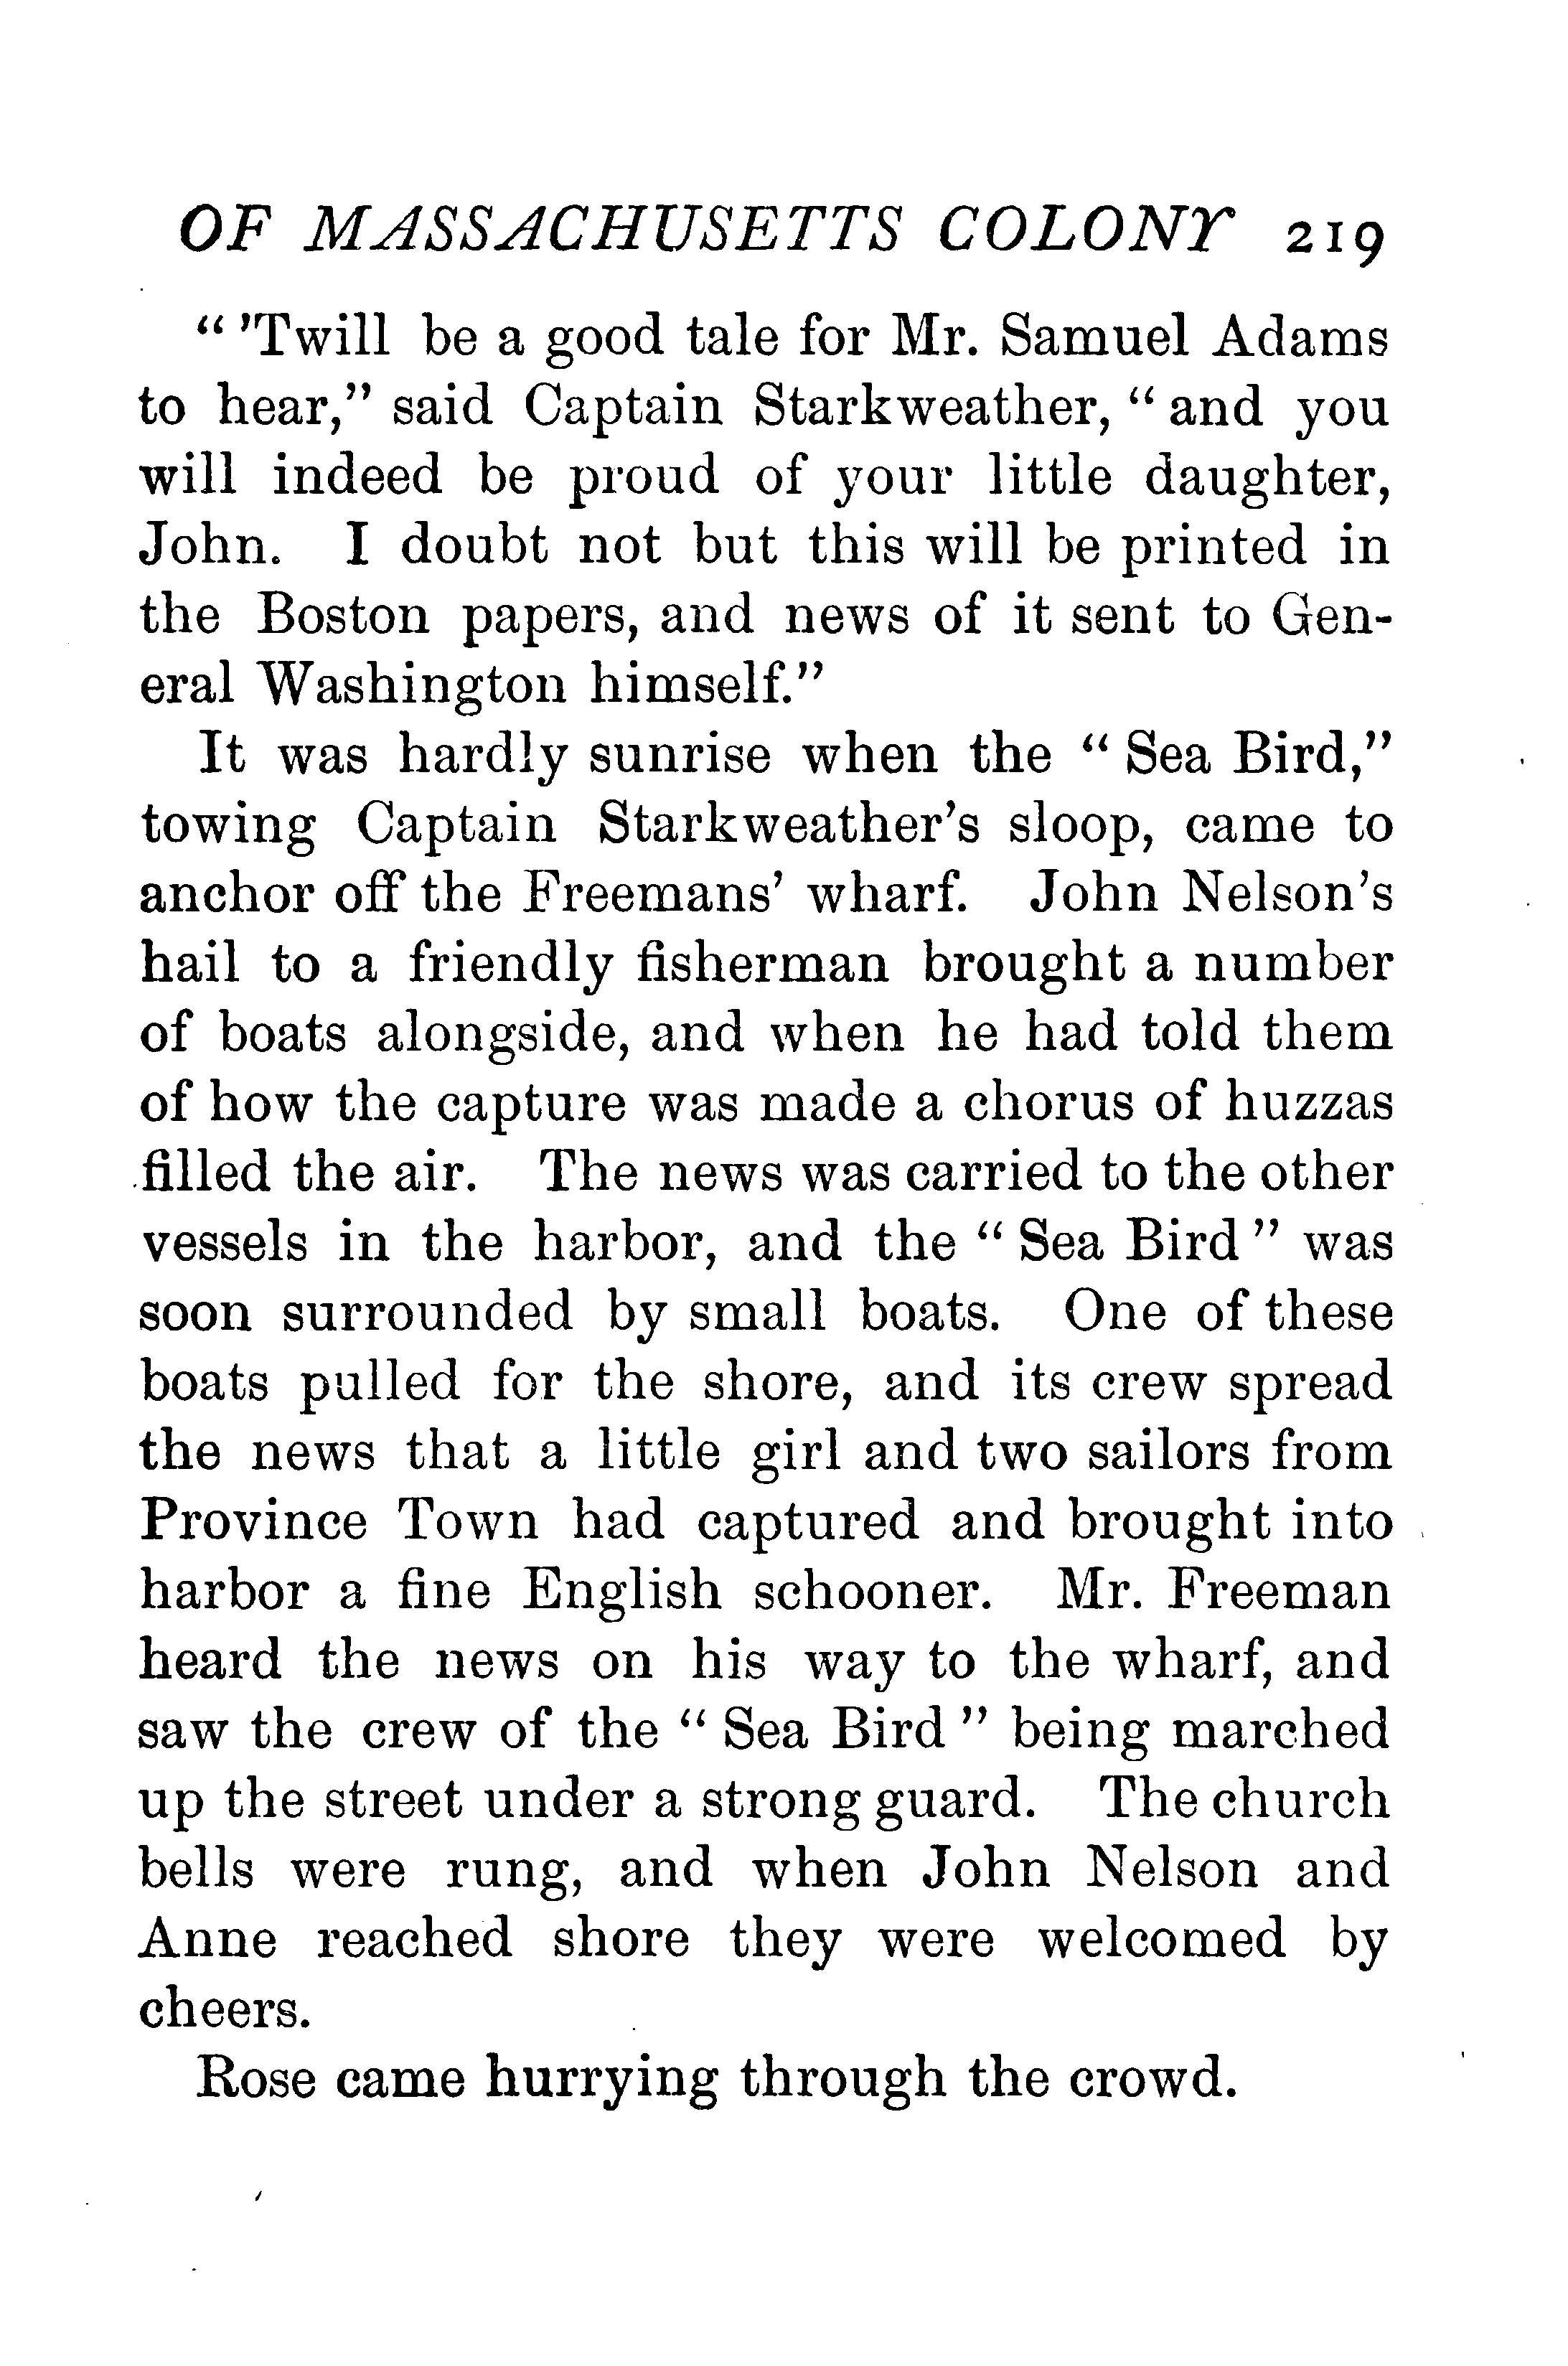 OF MASSACHUSETTS COLONY 219
" 'Twill be a good tale for Mr. Samuel Adams
to hear," said Captain Starkweather, " and you
will indeed be proud of your little daughter,
John. I doubt not but this will be printed in
the Boston papers, and news of it sent to Gen-
eral Washington himself."
It was hardly sunrise when the " Sea Bird,"
towing Captain Starkweather's sloop, came to
anchor off the Freemans' wharf. John Nelson's
hail to a friendly fisherman brought a number
of boats alongside, and when he had told them
of how the capture was made a chorus of huzzas
filled the air. The news was carried to the other
vessels in the harbor, and the " Sea Bird " was
soon surrounded by small boats. One of these
boats pulled for the shore, and its crew spread
the news that a little girl and two sailors from
Province Town had captured and brought into
harbor a fine English schooner. Mr. Freeman
heard the news on his way to the wharf, and
saw the crew of the " Sea Bird " being marched
up the street under a strong guard. The church
bells were rung, and when John Nelson and
Anne reached shore they were welcomed by
cheers.
Rose came hurrying through the crowd.